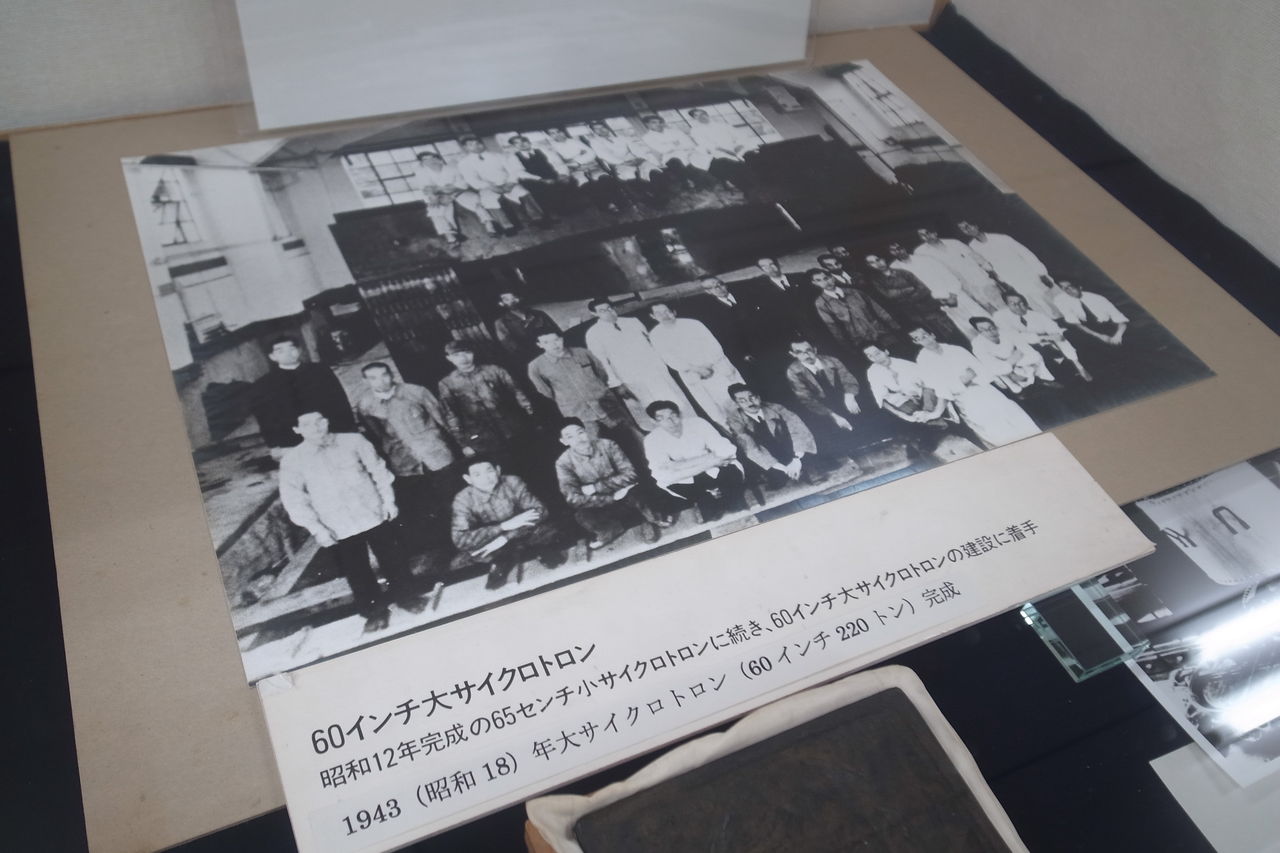 60インチ大サイクロトロン
昭和12年完成の65センチ小サイクロトロンに続き、60インチ大サイクロトロンの建設に着手
1943（昭和 18）年大サイクロトロン（60 インチ 220 トン）完成